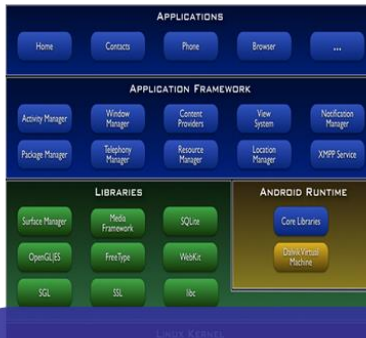 APPLICATIONS
Home Contacts Phone Browser ...
APPLICATION FRAMEWORK
Activity Manager Window Manager Content Providers View System Notification Manager
Package Manager Telephony Manager Resource Manager Location Manager XMPP Service
LIBRARIES
Surface Manager Media Framework SQLite
OpenGL|ES FreeType WebKit
SGL SSL libc
ANDROID RUNTIME
Core Libraries
Dalvik Virtual Machine
LINUX KERNEL